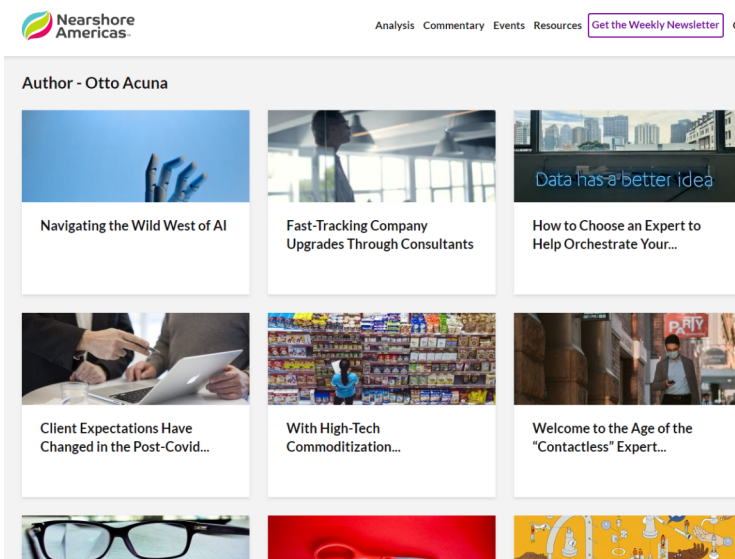 Nearshore
Americas
Analysis Commentary Events Resources Get the Weekly Newsletter
Author - Otto Acuna
Data has a better idea
Navigating the Wild West of AI
Fast-Tracking Company
Upgrades Through Consultants
How to Choose an Expert to
Help Orchestrate Your...
PARTY
Client Expectations Have
Changed in the Post-Covid...
With High-Tech
Commoditization...
Welcome to the Age of the
“Contactless” Expert...